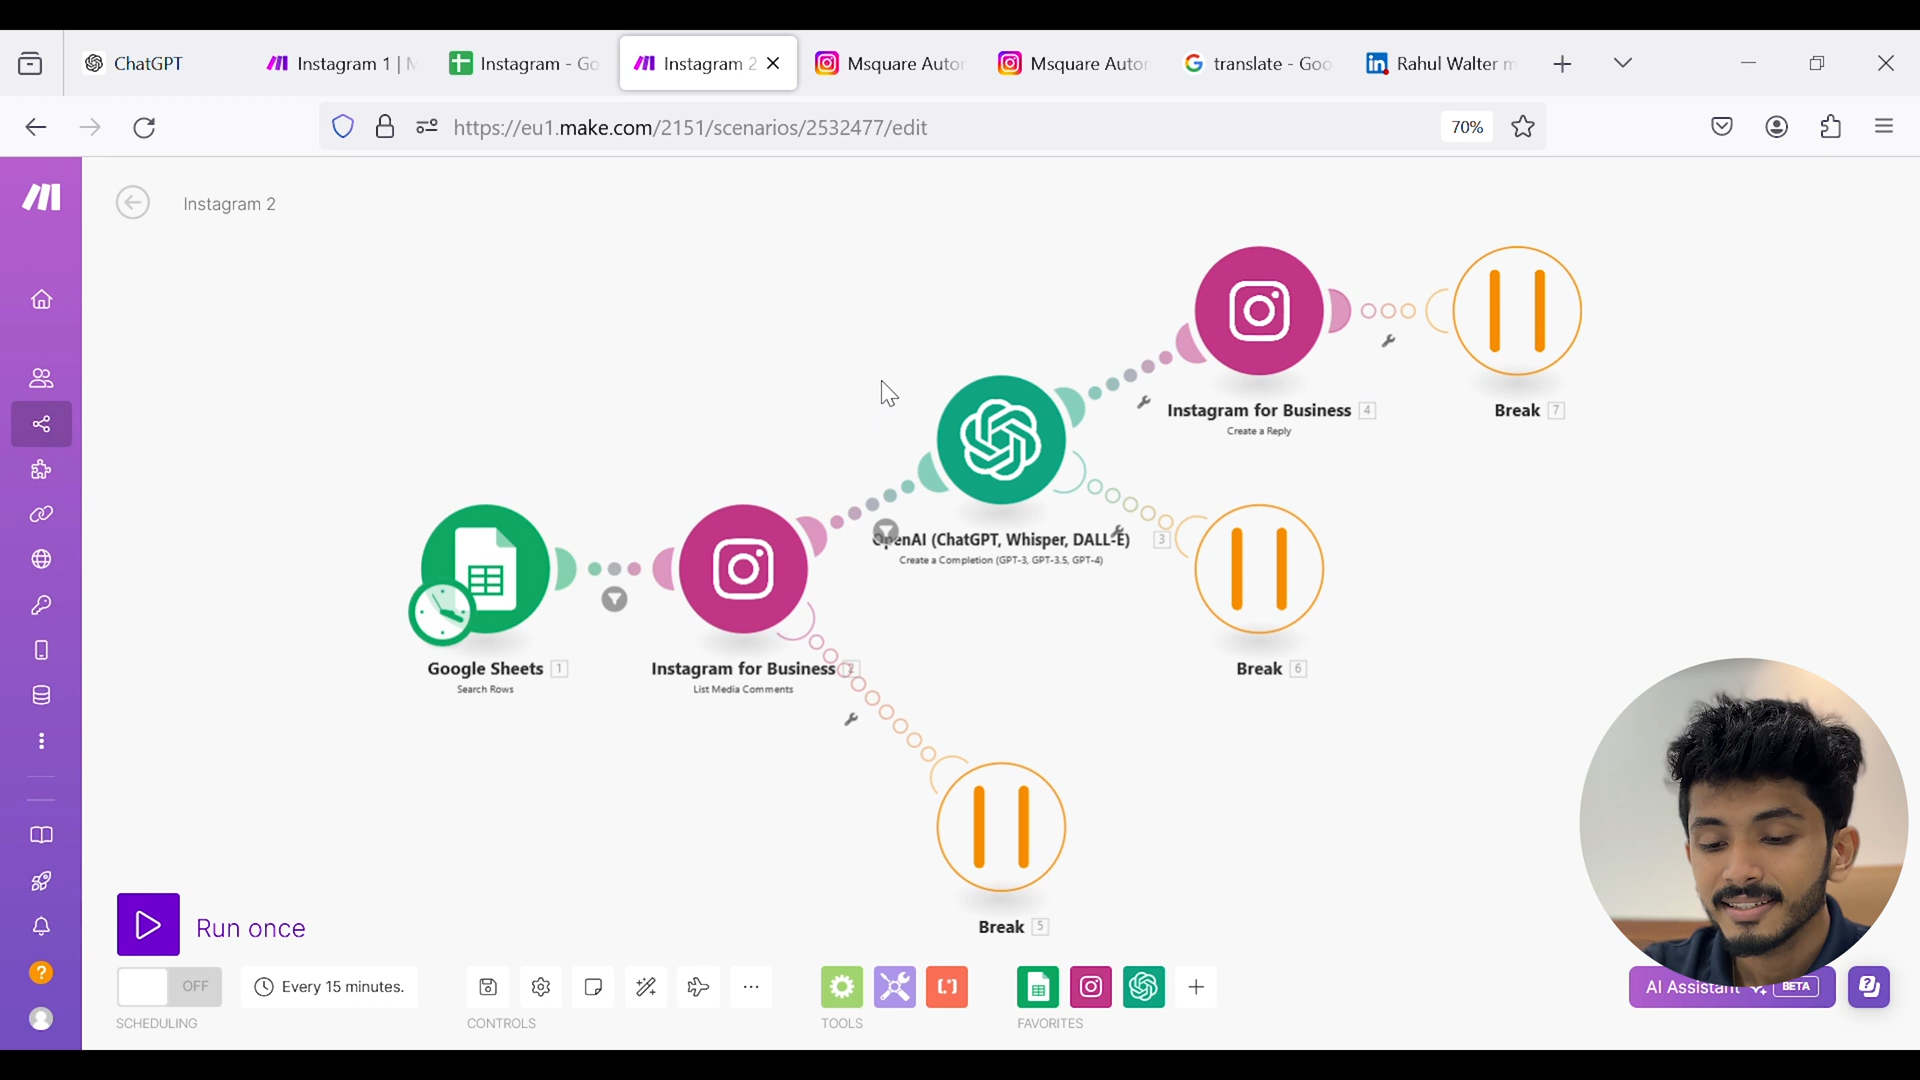 ChatGPT
Instagram 1 | M
Instagram - Go
Instagram 2
Msquare Autom
Msquare Autom
translate - Goo
Rahul Walter m
https://eu1.make.com/2151/scenarios/2532477/edit
70%
Instagram 2
Instagram for Business 4
Create a Reply
Break 7
OpenAI (ChatGPT, Whisper, DALL-E) 3
Create a Completion (GPT-3, GPT-3.5, GPT-4)
Google Sheets 1
Search Rows
Instagram for Business 2
List Media Comments
Break 6
Break 5
Run once
OFF
Every 15 minutes.
AI Assistant BETA
SCHEDULING
CONTROLS
TOOLS
FAVORITES